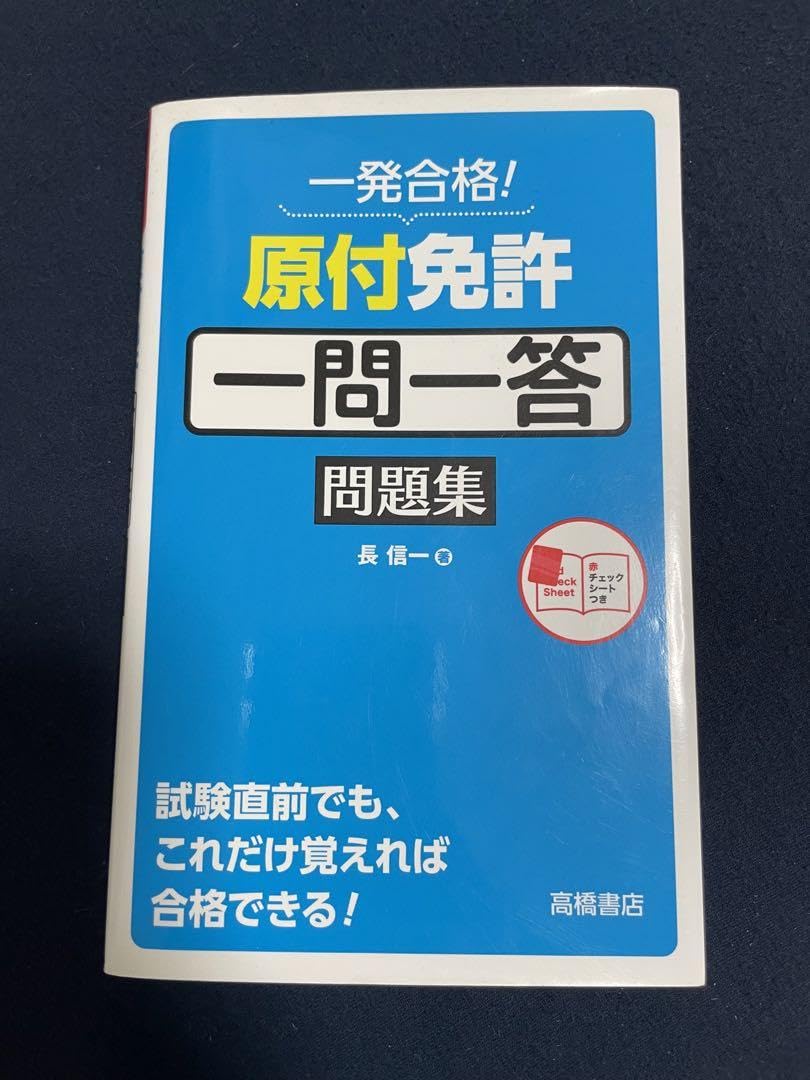 一発合格!
原付免許
一問一答
問題集
長 信一 著
Sheet
赤
チェック
シート
つき
試験直前でも、
これだけ覚えれば
合格できる!
高橋書店